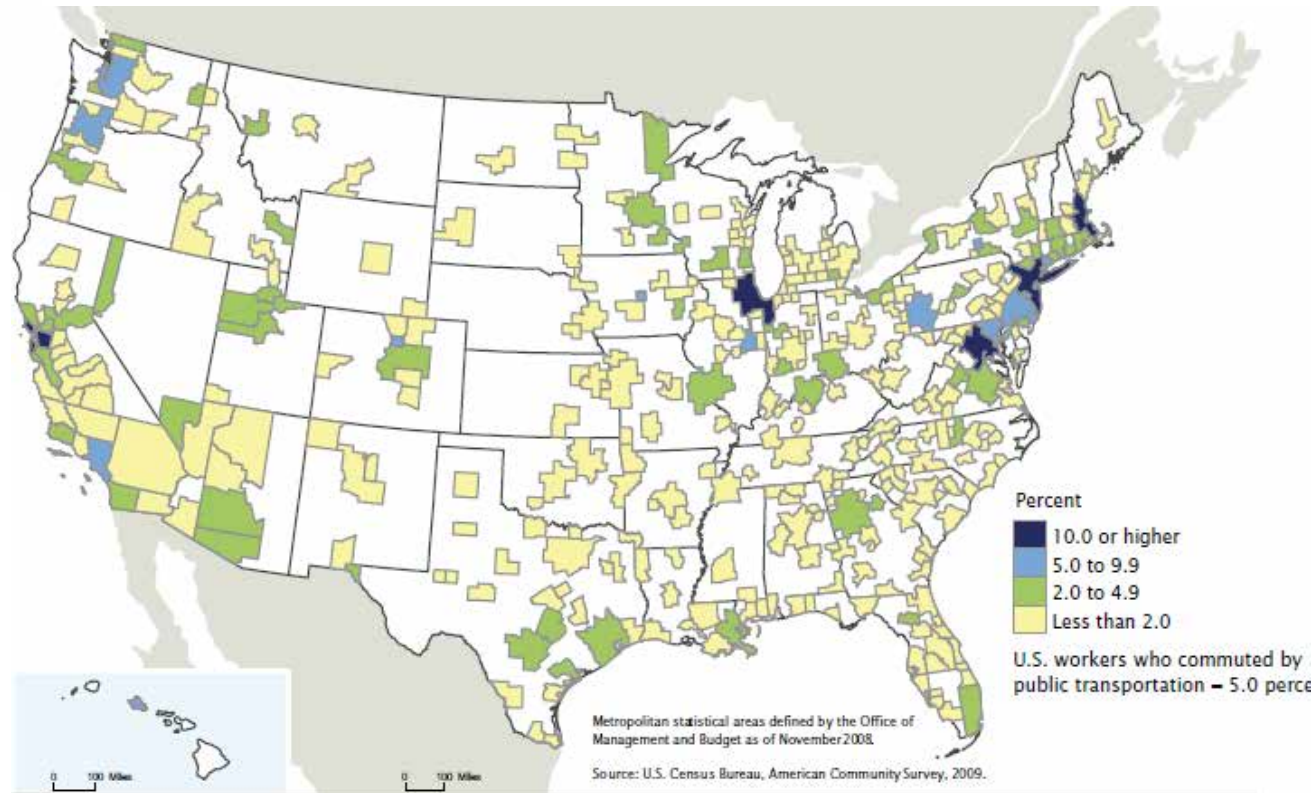 Percent
10.0 or higher
5.0 to 9.9
2.0 to 4.9
Less than 2.0
U.S. workers who commuted by
public transportation = 5.0 perce
Metropolitan statistical areas defined by the Office of
Management and Budget as of November 2008.
Source: U.S. Census Bureau, American Community Survey, 2009.
0 100 Miles
0 100 Miles